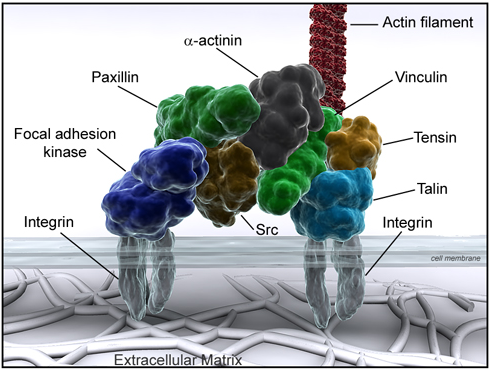 Actin filament
α-actinin
Paxillin
Vinculin
Focal adhesion
kinase
Tensin
Talin
Integrin
Src
Integrin
cell membrane
Extracellular Matrix